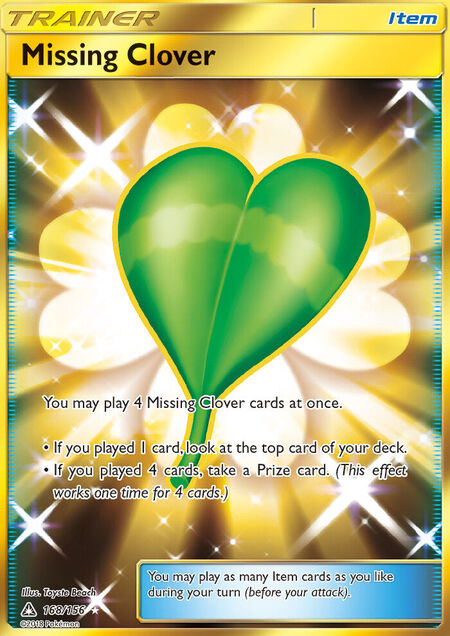 TRAINER
Item
Missing Clover
You may play 4 Missing Clover cards at once.
• If you played 1 card, look at the top card of your deck.
• If you played 4 cards, take a Prize card. (This effect
works one time for 4 cards.)
Illus. Toyste Beach
168/156
©2018 Pokémon
You may play as many Item cards as you like
during your turn (before your attack).